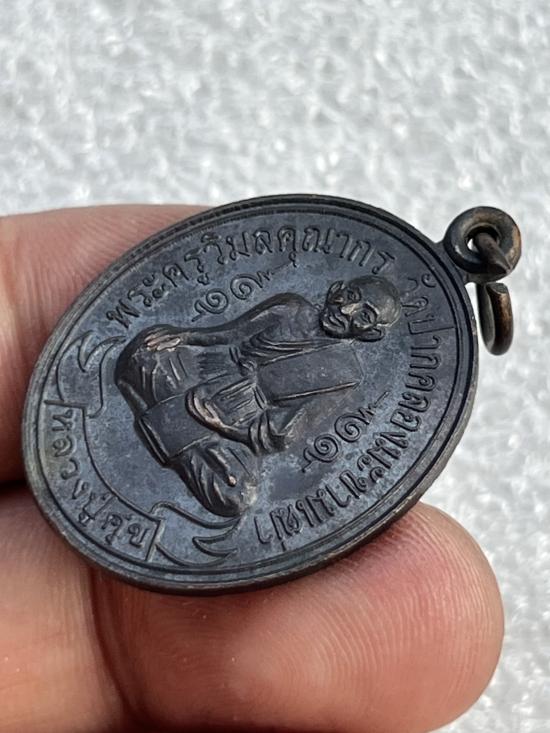 พระครูวิมลคุณากร วัดปากคลองมะขามเฒ่า
หลวงปู่ศุข